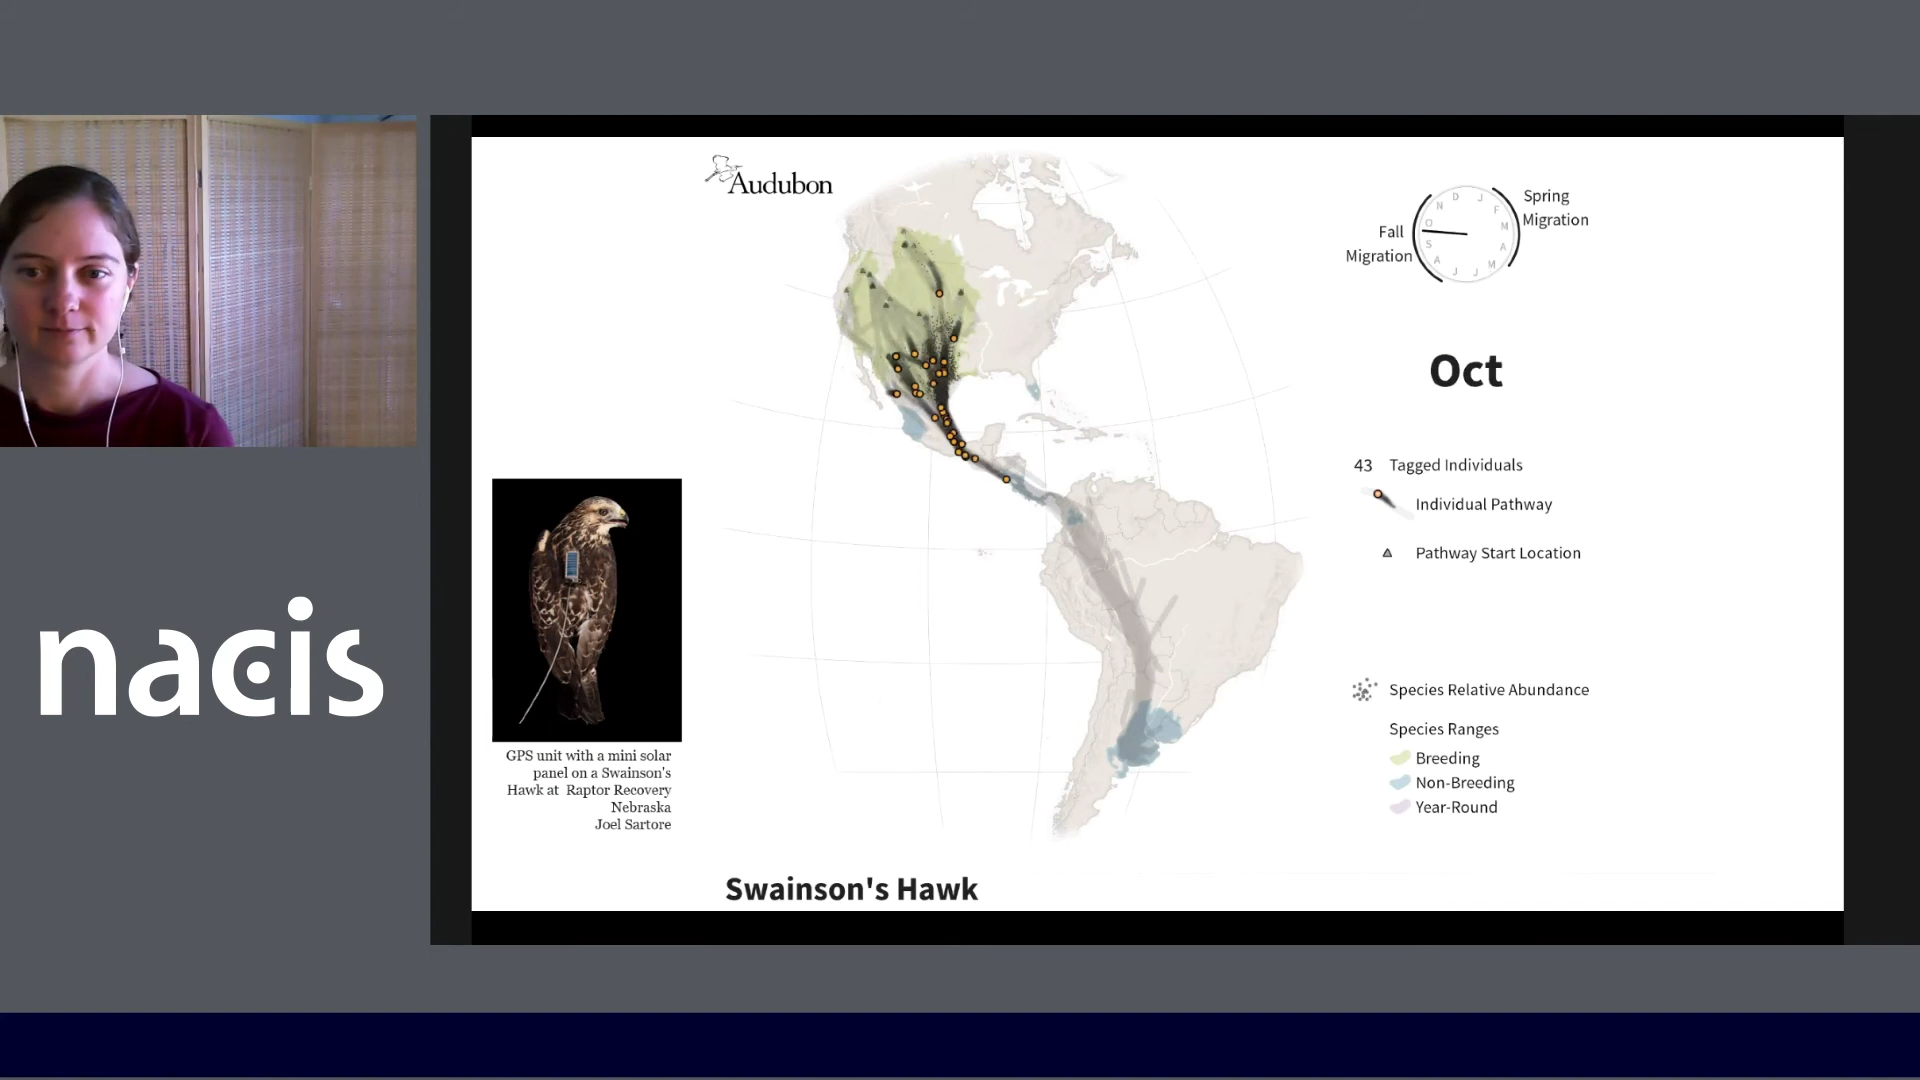 Audubon
Spring
Migration
Fall
Migration
J
F
M
A
M
J
J
A
S
O
N
D
Oct
43 Tagged Individuals
Individual Pathway
Pathway Start Location
Species Relative Abundance
Species Ranges
Breeding
Non-Breeding
Year-Round
GPS unit with a mini solar
panel on a Swainson's
Hawk at Raptor Recovery
Nebraska
Joel Sartore
Swainson's Hawk
nacis